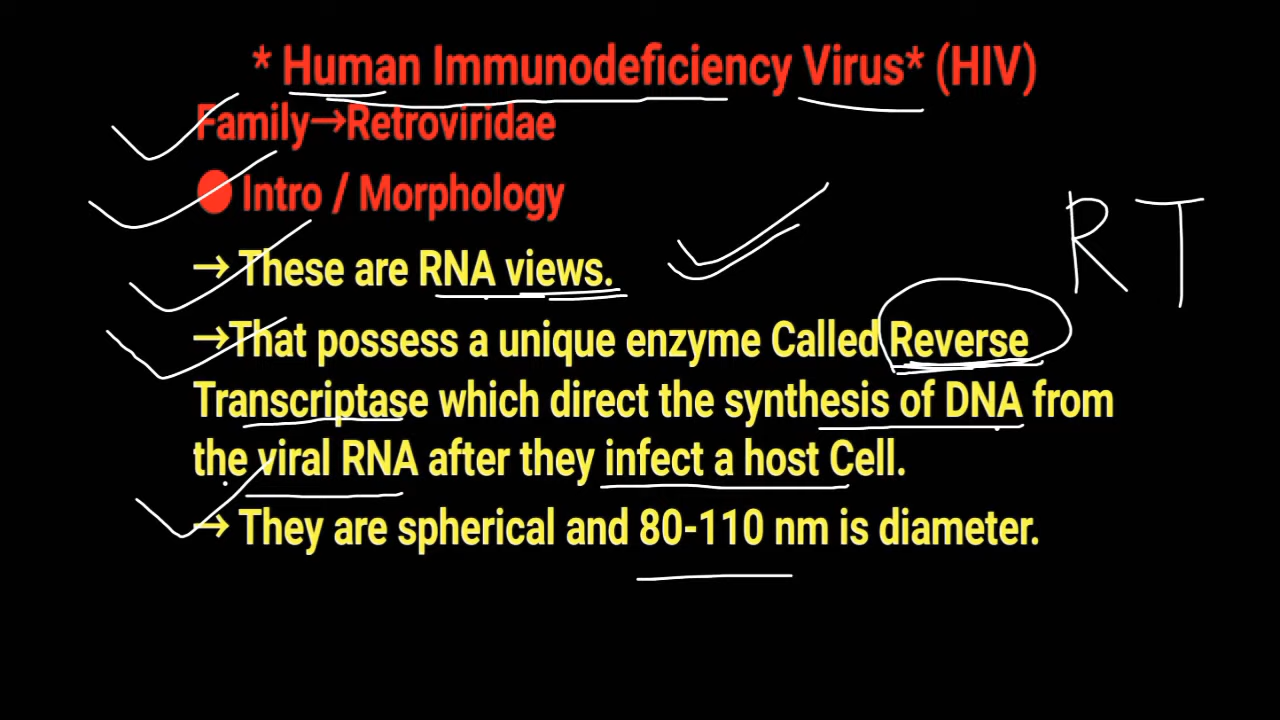 * Human Immunodeficiency Virus* (HIV)
Family→Retroviridae
Intro / Morphology
RT
→ These are RNA views.
→That possess a unique enzyme Called Reverse
Transcriptase which direct the synthesis of DNA from
the viral RNA after they infect a host Cell.
→ They are spherical and 80-110 nm is diameter.